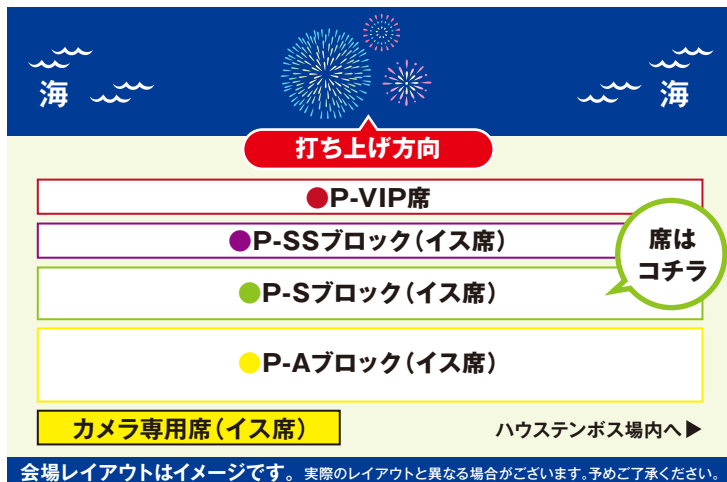 海
海
打ち上げ方向
●P-VIP席
●P-SSブロック（イス席）
席は
コチラ
●P-Sブロック（イス席）
●P-Aブロック（イス席）
カメラ専用席（イス席）
ハウステンボス場内へ▶
会場レイアウトはイメージです。実際のレイアウトと異なる場合がございます。予めご了承ください。